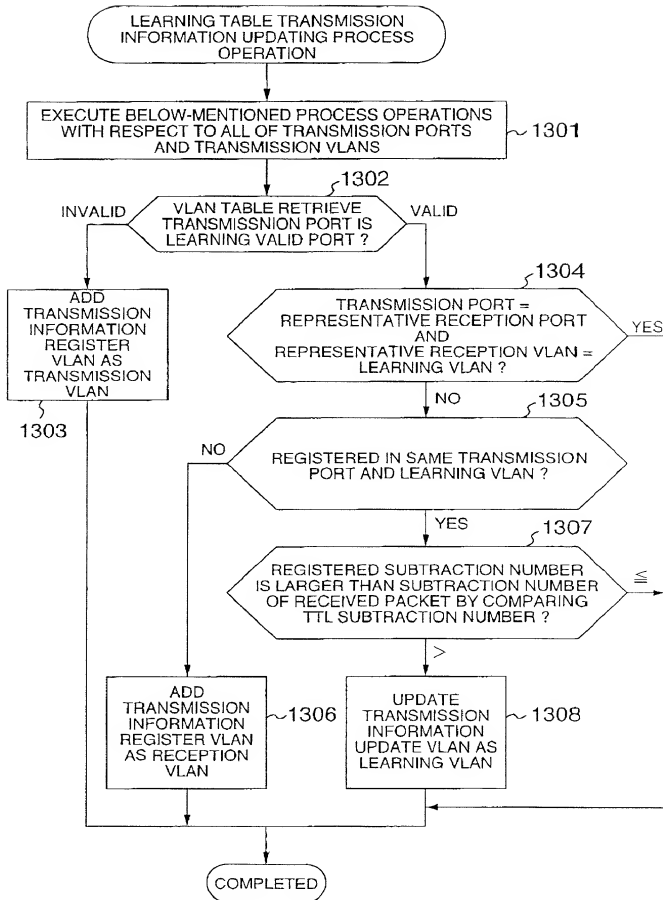 LEARNING TABLE TRANSMISSION
INFORMATION UPDATING PROCESS
OPERATION
EXECUTE BELOW-MENTIONED PROCESS OPERATIONS
WITH RESPECT TO ALL OF TRANSMISSION PORTS
AND TRANSMISSION VLANS
1301
1302
INVALID
VLAN TABLE RETRIEVE
TRANSMISSNION PORT IS
LEARNING VALID PORT ?
VALID
1304
ADD
TRANSMISSION
INFORMATION
REGISTER
VLAN AS
TRANSMISSION
VLAN
1303
TRANSMISSION PORT =
REPRESENTATIVE RECEPTION PORT
AND
REPRESENTATIVE RECEPTION VLAN =
LEARNING VLAN ?
YES
NO
1305
NO
REGISTERED IN SAME TRANSMISSION
PORT AND LEARNING VLAN ?
YES
1307
REGISTERED SUBTRACTION NUMBER
IS LARGER THAN SUBTRACTION NUMBER
OF RECEIVED PACKET BY COMPARING
TTL SUBTRACTION NUMBER ?
≦
>
ADD
TRANSMISSION
INFORMATION
REGISTER VLAN
AS RECEPTION
VLAN
1306
UPDATE
TRANSMISSION
INFORMATION
UPDATE VLAN AS
LEARNING VLAN
1308
COMPLETED